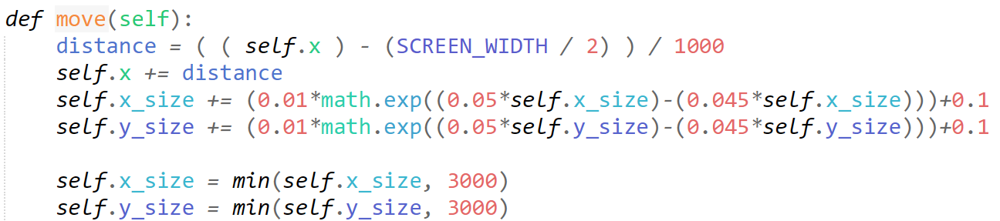 def move(self):
    distance = ( ( self.x ) - (SCREEN_WIDTH / 2) ) / 1000
    self.x += distance
    self.x_size += (0.01*math.exp((0.05*self.x_size)-(0.045*self.x_size)))+0.1
    self.y_size += (0.01*math.exp((0.05*self.y_size)-(0.045*self.y_size)))+0.1

    self.x_size = min(self.x_size, 3000)
    self.y_size = min(self.y_size, 3000)